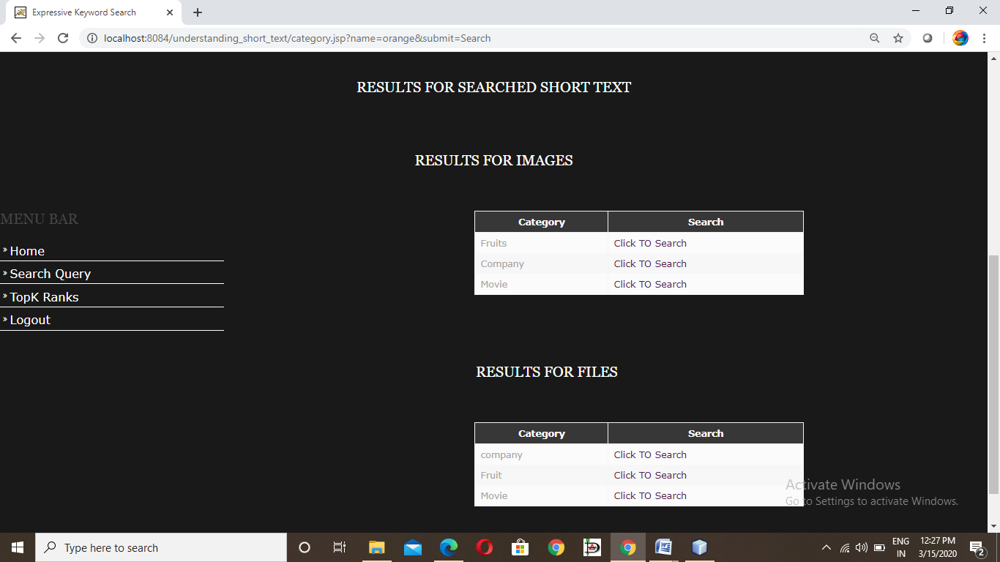 Expressive Keyword Search
localhost:8084/understanding_short_text/category.jsp?name=orange&submit=Search
RESULTS FOR SEARCHED SHORT TEXT
RESULTS FOR IMAGES
MENU BAR
» Home
» Search Query
» TopK Ranks
» Logout
Category Search
Fruits Click TO Search
Company Click TO Search
Movie Click TO Search
RESULTS FOR FILES
Category Search
company Click TO Search
Fruit Click TO Search
Movie Click TO Search
Activate Windows
Go to Settings to activate Windows.
Type here to search
ENG
IN
12:27 PM
3/15/2020
2